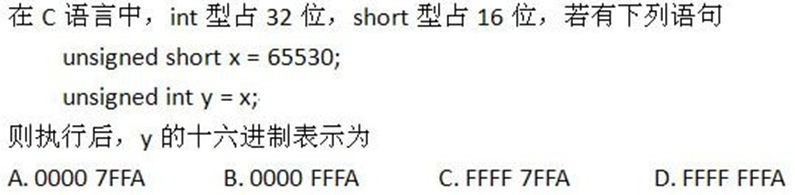 在 C 语言中，int 型占 32 位，short 型占 16 位，若有下列语句
unsigned short x = 65530;
unsigned int y = x;
则执行后，y 的十六进制表示为
A. 0000 7FFA B. 0000 FFFA C. FFFF 7FFA D. FFFF FFFA